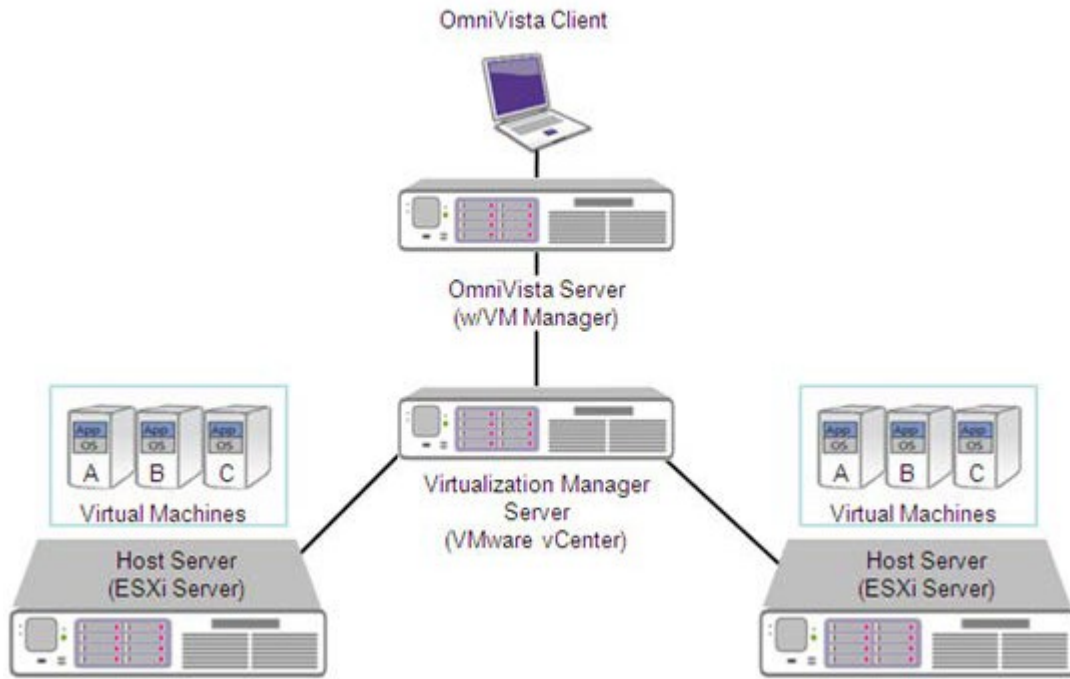 OmniVista Client
OmniVista Server
(w/VM Manager)
App
OS
A
App
OS
B
App
OS
C
Virtual Machines
Host Server
(ESXi Server)
Virtualization Manager
Server
(VMware vCenter)
App
OS
A
App
OS
B
App
OS
C
Virtual Machines
Host Server
(ESXi Server)